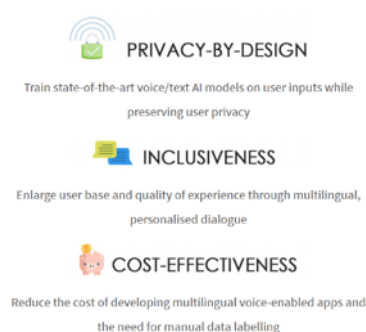 PRIVACY-BY-DESIGN
Train state-of-the-art voice/text AI models on user inputs while
preserving user privacy
INCLUSIVENESS
Enlarge user base and quality of experience through multilingual,
personalised dialogue
COST-EFFECTIVENESS
Reduce the cost of developing multilingual voice-enabled apps and
the need for manual data labelling